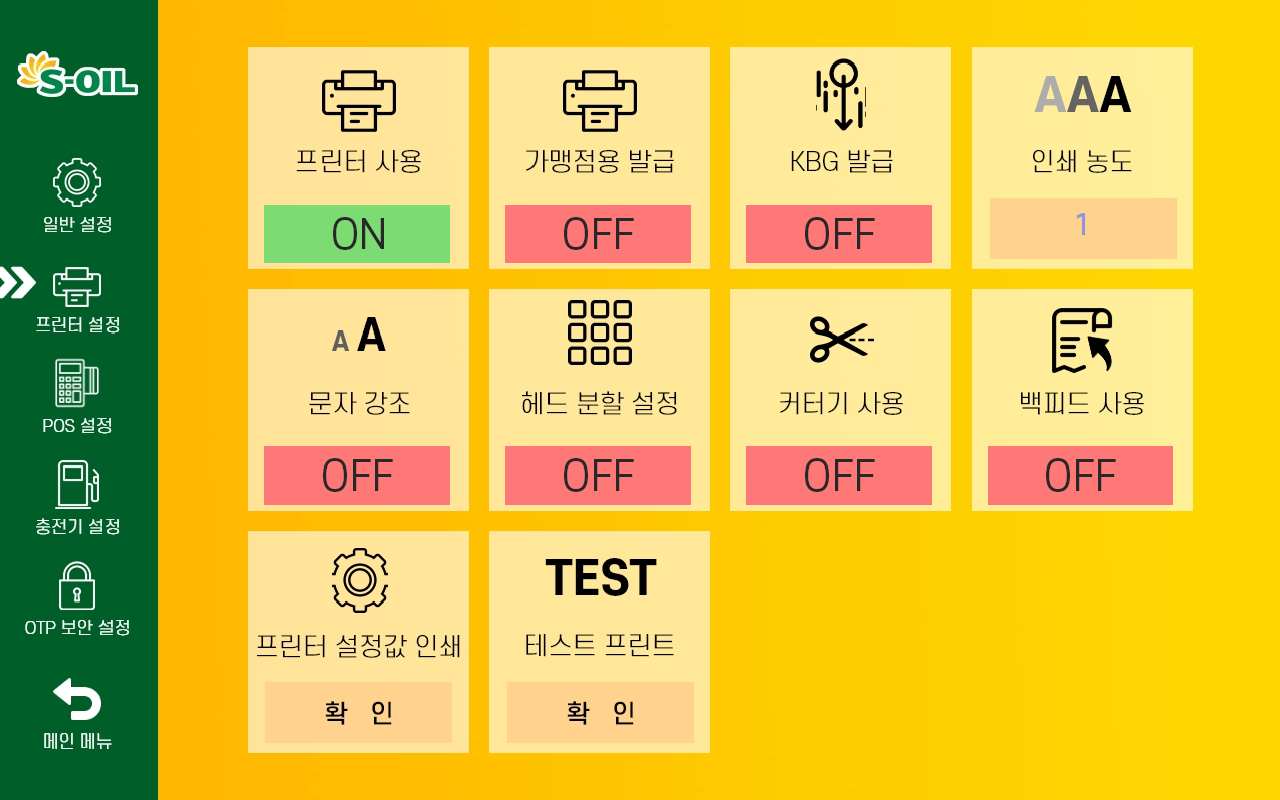 S-OIL
일반 설정
프린터 설정
POS 설정
충전기 설정
OTP 보안 설정
메인 메뉴
프린터 사용
ON
가맹점용 발급
OFF
KBG 발급
OFF
AAA
인쇄 농도
1
A A
문자 강조
OFF
헤드 분할 설정
OFF
커터기 사용
OFF
백피드 사용
OFF
프린터 설정값 인쇄
확 인
TEST
테스트 프린트
확 인